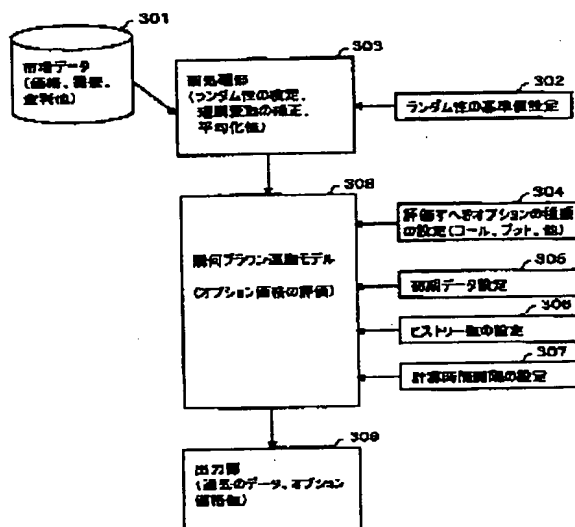 301
市場データ
(価格、需要、
金利他)
303
前処理部
(ランダム性の検定、
週期変動の補正、
平均化他)
302
ランダム性の基準値設定
308
幾何ブラウン運動モデル
(オプション価格の評価)
304
評価すべきオプションの種類
の設定(コール、プット、他)
305
初期データ設定
306
ヒストリー数の設定
307
計算時間間隔の設定
309
出力部
(過去のデータ、オプション
価格他)